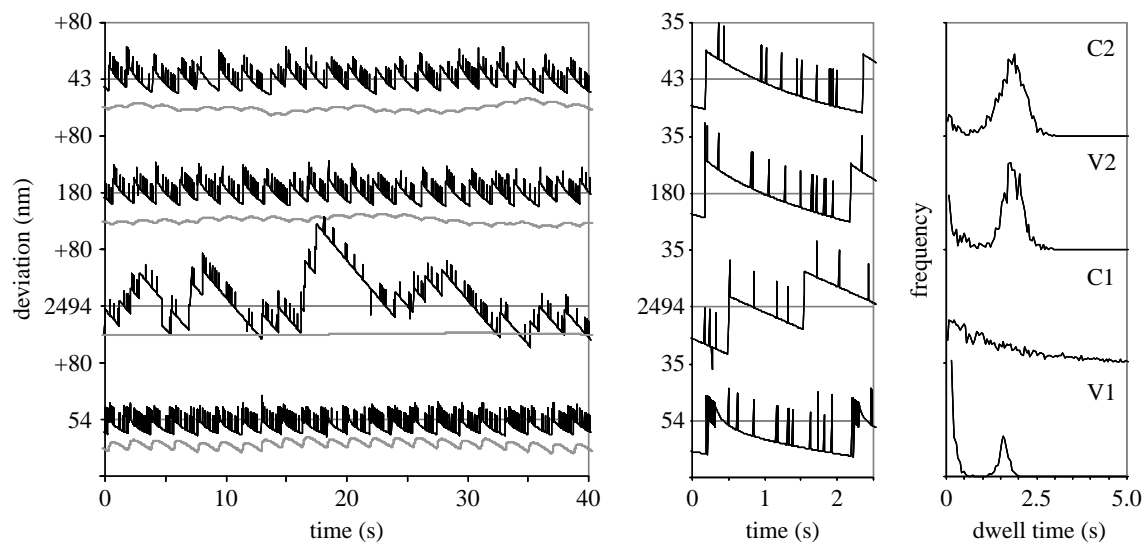 +80
43
+80
180
+80
2494
+80
54
deviation (nm)
0 10 20 30 40
time (s)
35
43
35
180
35
2494
35
54
0 1 2
time (s)
C2
V2
C1
V1
frequency
0 2.5 5.0
dwell time (s)